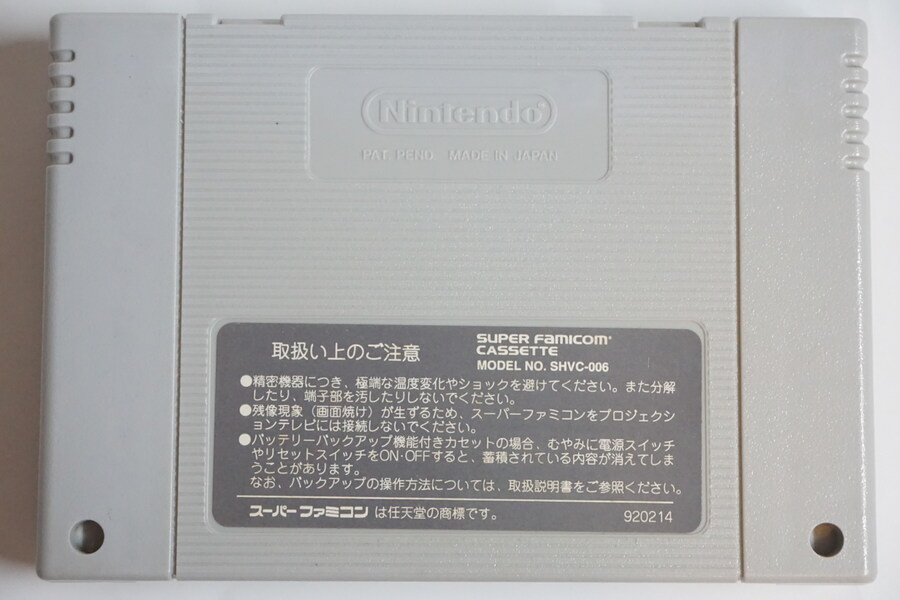 Nintendo®
PAT. PEND. MADE IN JAPAN
取扱い上のご注意
SUPER FAMICOM®
CASSETTE
MODEL NO. SHVC-006
●精密機器につき、極端な温度変化やショックを避けてください。また分解
したり、端子部を汚したりしないでください。
●残像現象（画面焼け）が生ずるため、スーパーファミコンをプロジェクシ
ョンテレビには接続しないでください。
●バッテリーバックアップ機能付きカセットの場合、むやみに電源スイッチ
やリセットスイッチをON・OFFすると、蓄積されている内容が消えてしま
うことがあります。
なお、バックアップの操作方法については、取扱説明書をご参照ください。
スーパーファミコン は任天堂の商標です。
920214